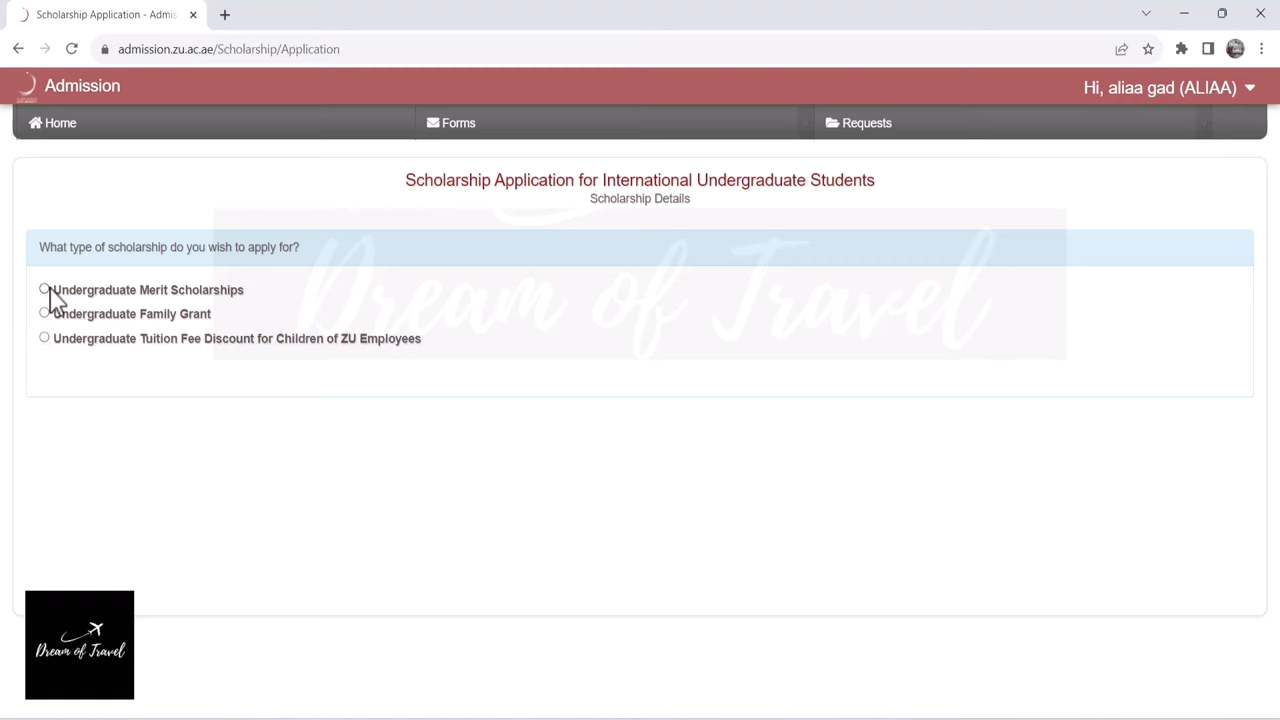 Scholarship Application - Admis
admission.zu.ac.ae/Scholarship/Application
Admission
Hi, aliaa gad (ALIAA)
Home
Forms
Requests
Scholarship Application for International Undergraduate Students
Scholarship Details
What type of scholarship do you wish to apply for?
Undergraduate Merit Scholarships
Undergraduate Family Grant
Undergraduate Tuition Fee Discount for Children of ZU Employees
Dream of Travel
Dream of Travel